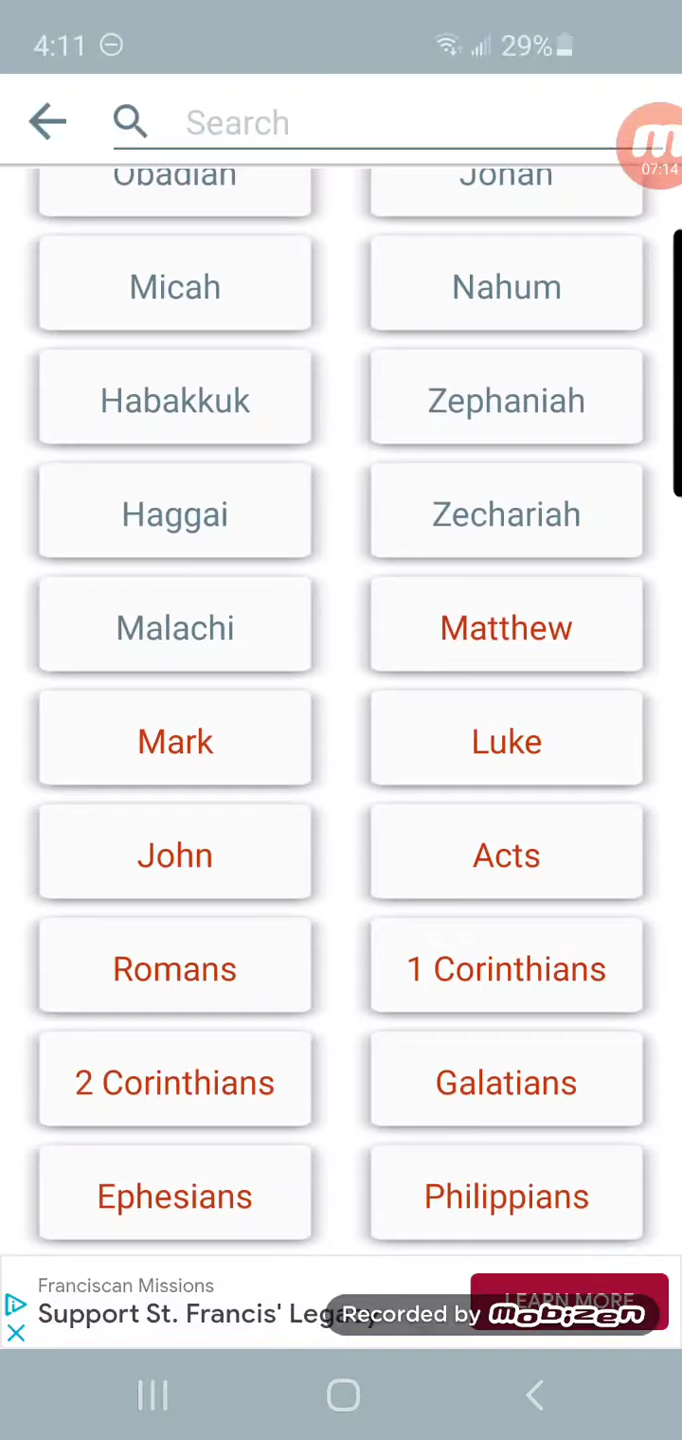 4:11 29%
Search
07:14
Obadiah Jonah
Micah Nahum
Habakkuk Zephaniah
Haggai Zechariah
Malachi Matthew
Mark Luke
John Acts
Romans 1 Corinthians
2 Corinthians Galatians
Ephesians Philippians
Franciscan Missions
Support St. Francis' Legacy
LEARN MORE
Recorded by mobizen